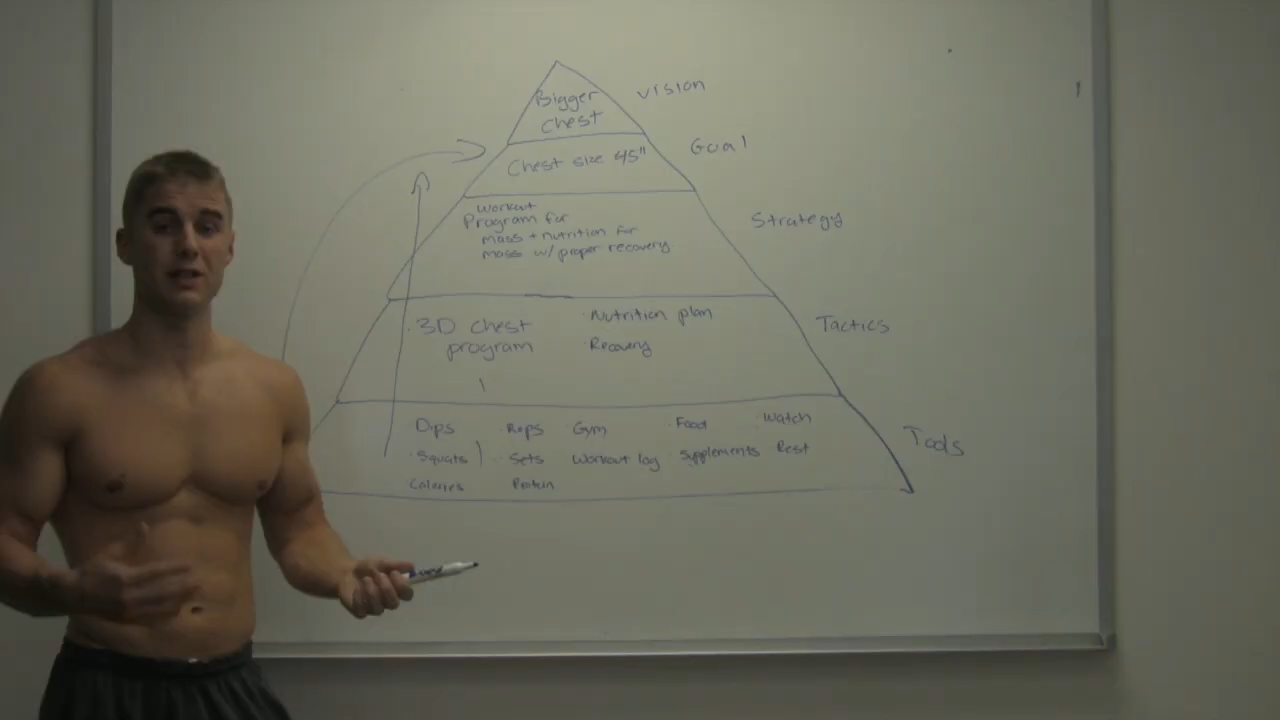 Bigger
Chest
Vision
Chest size 45"
Goal
Workout
Program for
mass + nutrition for
mass w/ proper recovery
Strategy
· 3D Chest
program
· Nutrition plan
· Recovery
Tactics
Dips
· Reps
Gym
· Food
· Watch
· Squats
· Sets
Workout log
Supplements
Rest
Calories
Protein
Tools